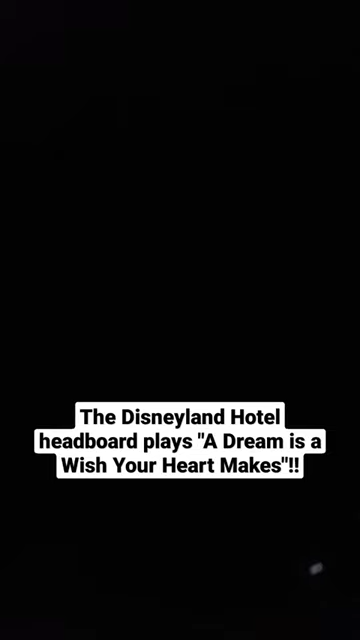 The Disneyland Hotel
headboard plays "A Dream is a
Wish Your Heart Makes"!!